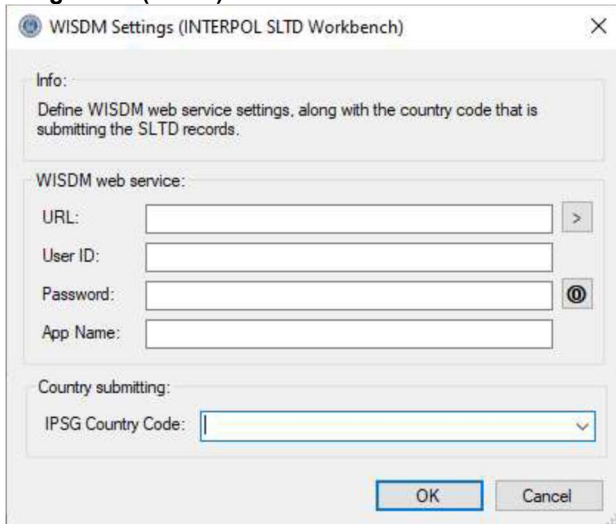 WISDM Settings (INTERPOL SLTD Workbench)
Info:
Define WISDM web service settings, along with the country code that is
submitting the SLTD records.
WISDM web service:
URL:
>
User ID:
Password:
App Name:
Country submitting:
IPSG Country Code:
OK Cancel